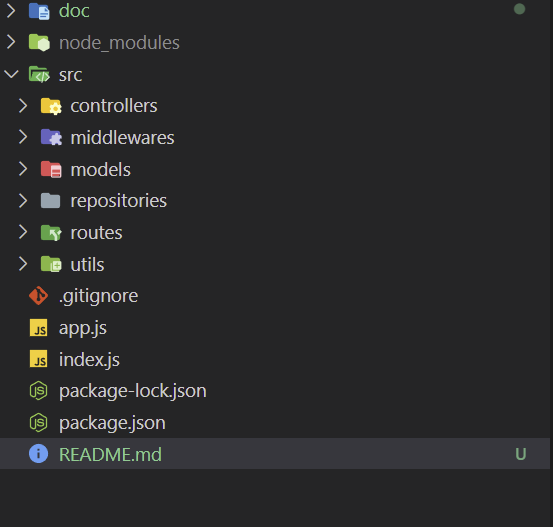 doc
node_modules
src
controllers
middlewares
models
repositories
routes
utils
.gitignore
JS app.js
JS index.js
package-lock.json
package.json
README.md U